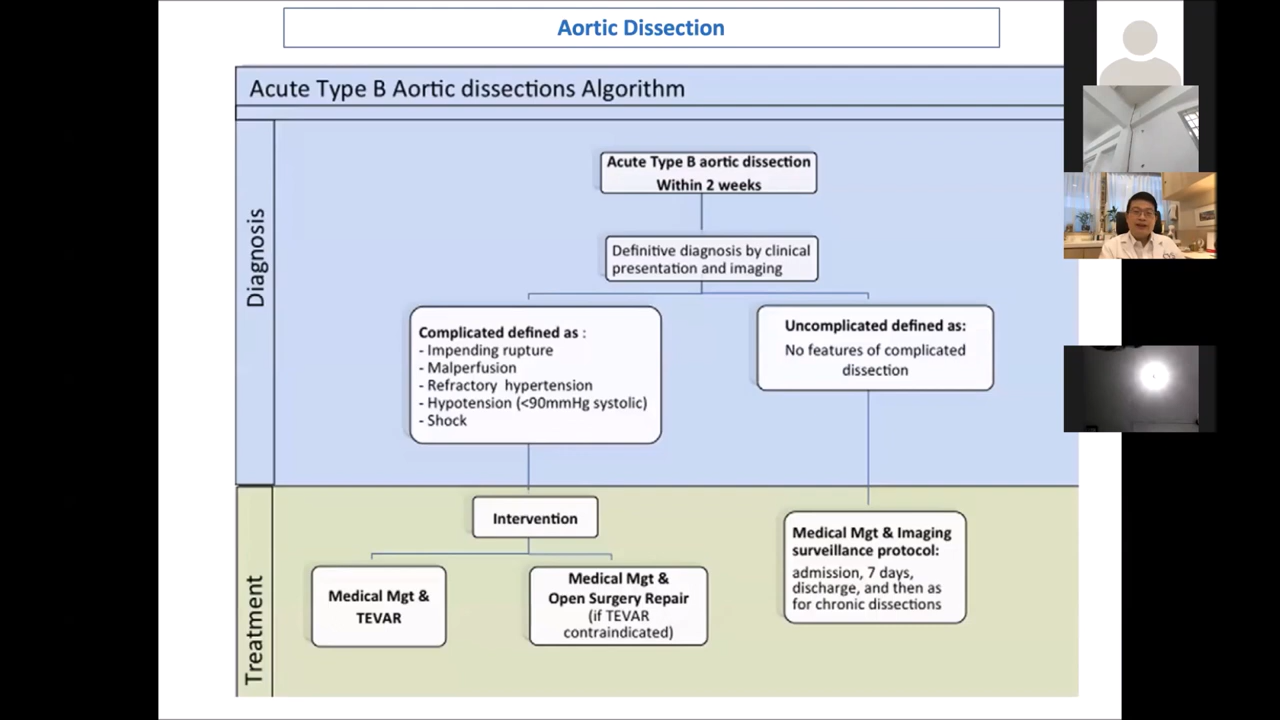 Aortic Dissection
Acute Type B Aortic dissections Algorithm
Diagnosis
Acute Type B aortic dissection
Within 2 weeks
Definitive diagnosis by clinical
presentation and imaging
Complicated defined as :
- Impending rupture
- Malperfusion
- Refractory hypertension
- Hypotension (<90mmHg systolic)
- Shock
Uncomplicated defined as:
No features of complicated
dissection
Treatment
Intervention
Medical Mgt &
TEVAR
Medical Mgt &
Open Surgery Repair
(if TEVAR
contraindicated)
Medical Mgt & Imaging
surveillance protocol:
admission, 7 days,
discharge, and then as
for chronic dissections